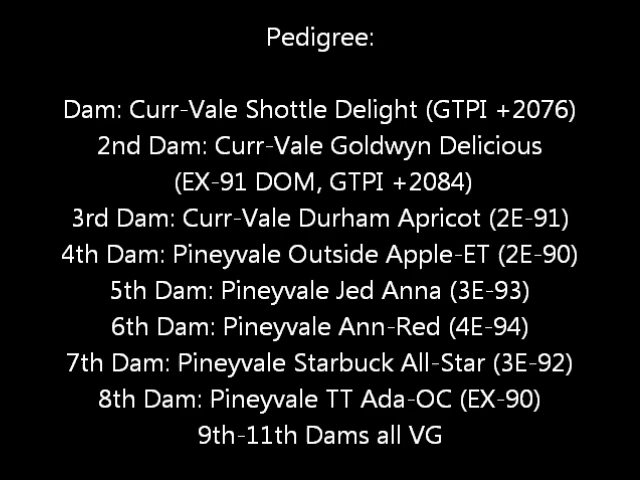 Pedigree:
Dam: Curr-Vale Shottle Delight (GTPI +2076)
2nd Dam: Curr-Vale Goldwyn Delicious
(EX-91 DOM, GTPI +2084)
3rd Dam: Curr-Vale Durham Apricot (2E-91)
4th Dam: Pineyvale Outside Apple-ET (2E-90)
5th Dam: Pineyvale Jed Anna (3E-93)
6th Dam: Pineyvale Ann-Red (4E-94)
7th Dam: Pineyvale Starbuck All-Star (3E-92)
8th Dam: Pineyvale TT Ada-OC (EX-90)
9th-11th Dams all VG